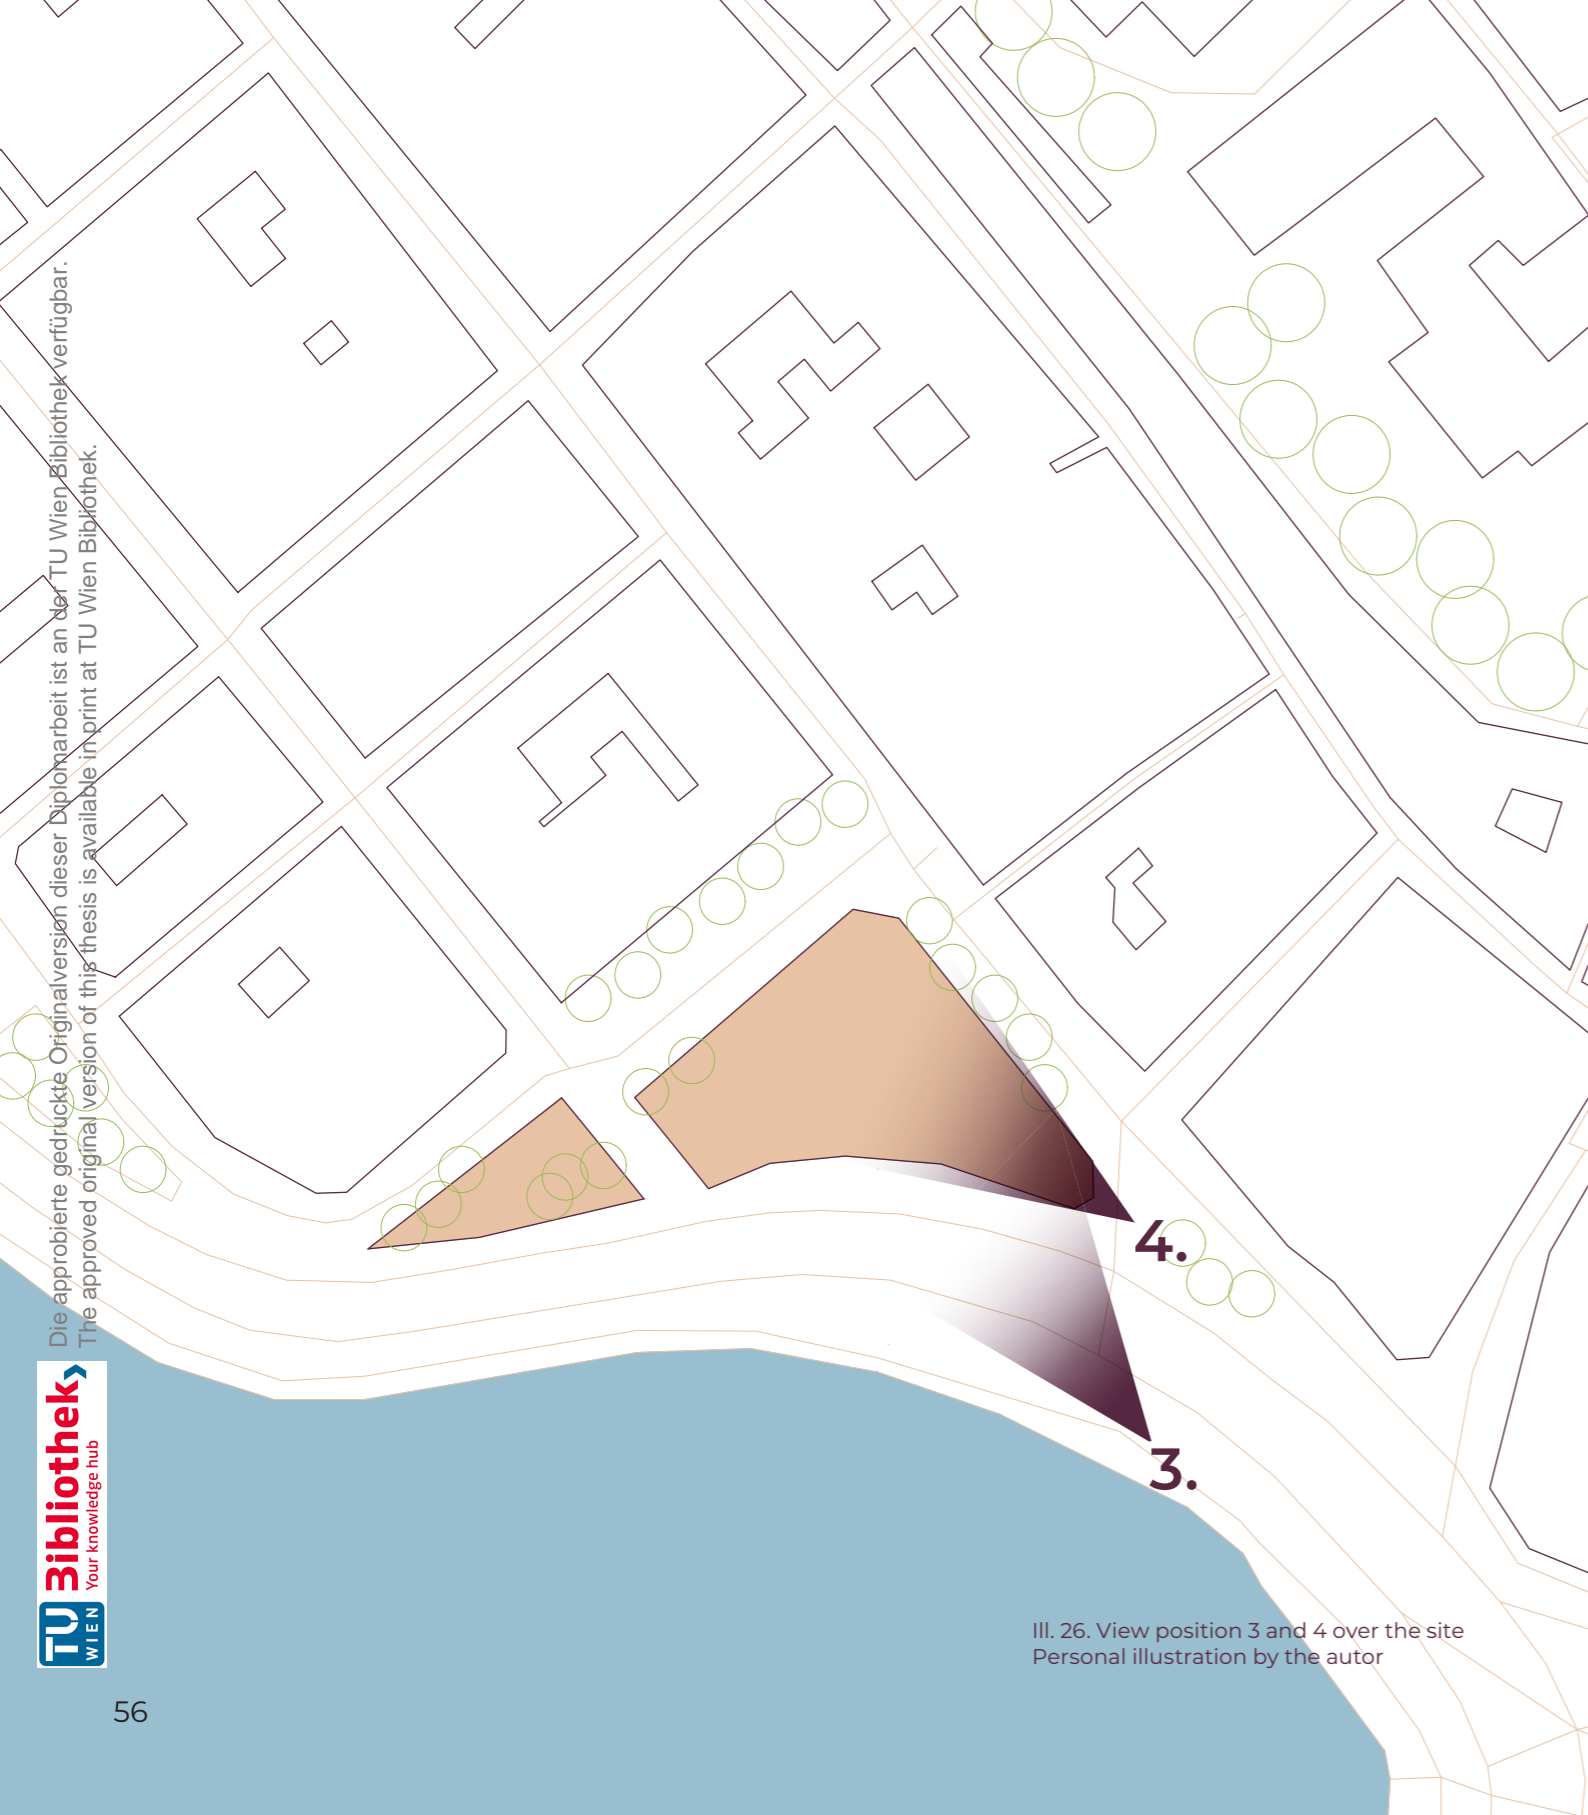 Die approbierte gedruckte Originalversion dieser Diplomarbeit ist an der TU Wien Bibliothek verfügbar.
The approved original version of this thesis is available in print at TU Wien Bibliothek.
4.
3.
Bibliothek
Your knowledge hub
TU
WIEN
Ill. 26. View position 3 and 4 over the site
Personal illustration by the autor
56